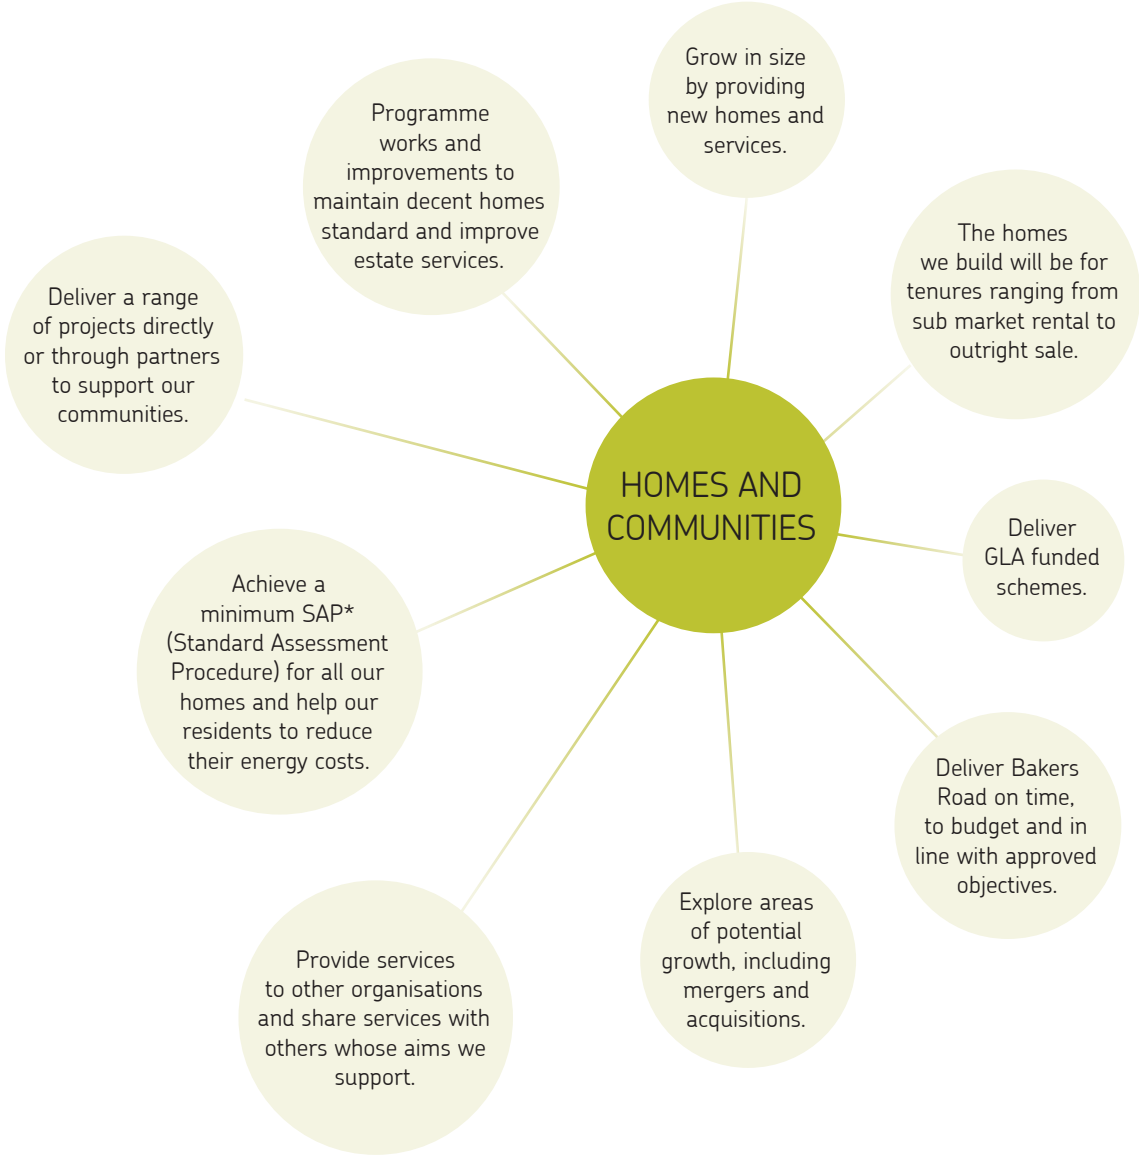 Grow in size
by providing
new homes and
services.
Programme
works and
improvements to
maintain decent homes
standard and improve
estate services.
The homes
we build will be for
tenures ranging from
sub market rental to
outright sale.
Deliver a range
of projects directly
or through partners
to support our
communities.
HOMES AND
COMMUNITIES
Deliver
GLA funded
schemes.
Achieve a
minimum SAP*
(Standard Assessment
Procedure) for all our
homes and help our
residents to reduce
their energy costs.
Deliver Bakers
Road on time,
to budget and in
line with approved
objectives.
Explore areas
of potential
growth, including
mergers and
acquisitions.
Provide services
to other organisations
and share services with
others whose aims we
support.